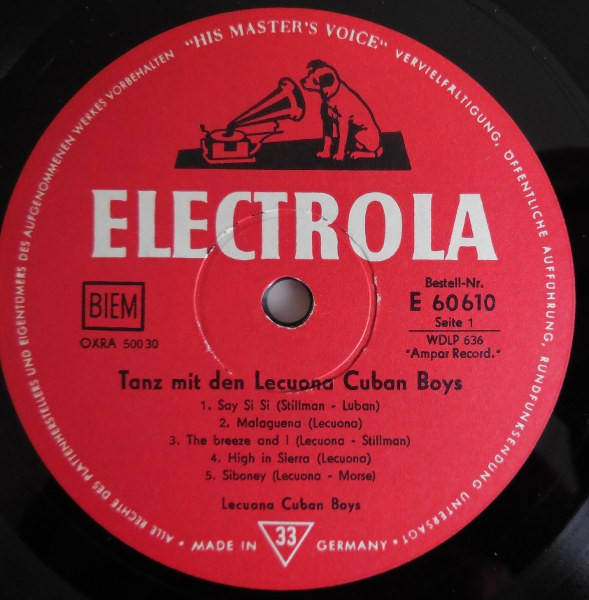 ALLE RECHTE DES PLATTENHERSTELLERS UND EIGENTÜMERS DES AUFGENOMMENEN WERKES VORBEHALTEN "HIS MASTER'S VOICE" VERVIELFÄLTIGUNG, ÖFFENTLICHE AUFFÜHRUNG, RUNDFUNKSENDUNG UNTERSAGT •
ELECTROLA
BIEM
OXRA 50030
Bestell-Nr.
E 60610
Seite 1
WDLP 636
"Ampar Record."
Tanz mit den Lecuona Cuban Boys
1. Say Si Si (Stillman - Luban)
2. Malaguena (Lecuona)
3. The breeze and I (Lecuona - Stillman)
4. High in Sierra (Lecuona)
5. Siboney (Lecuona - Morse)
Lecuona Cuban Boys
• MADE IN 33 GERMANY •